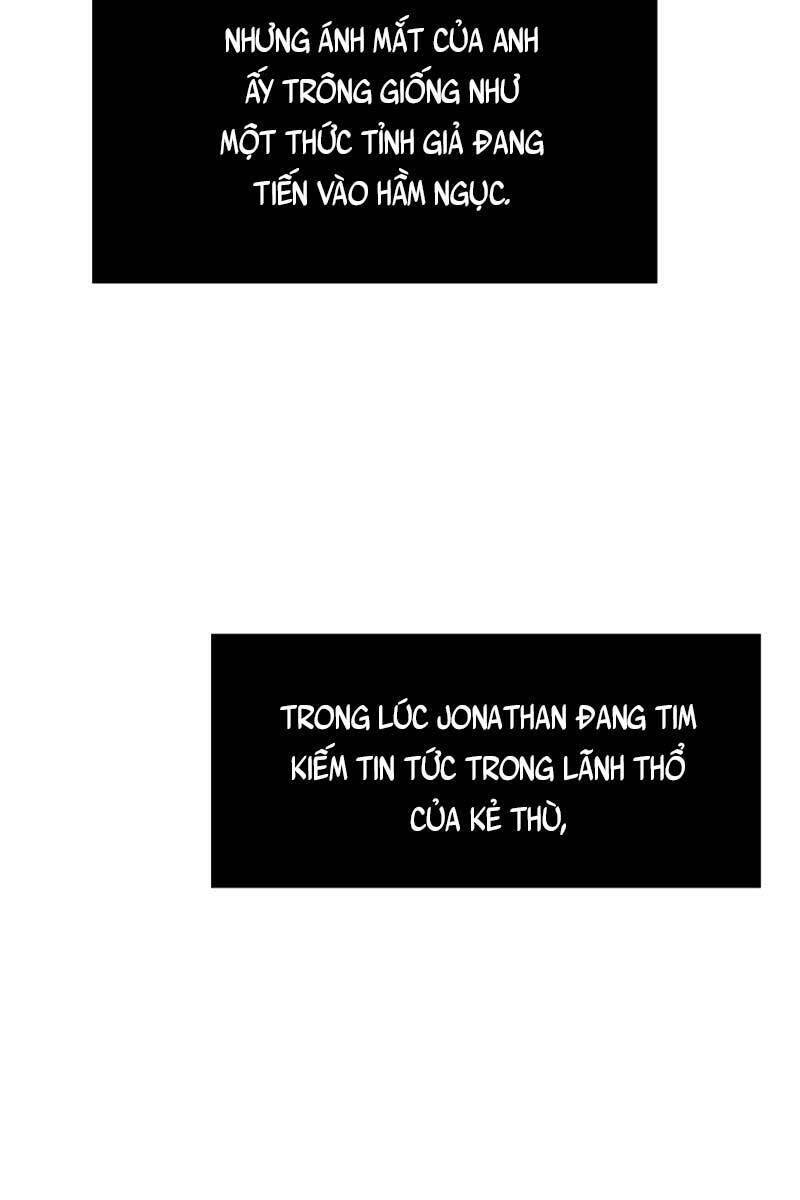 NHƯNG ÁNH MẮT CỦA ANH
ẤY TRÔNG GIỐNG NHƯ
MỘT THỨC TỈNH GIẢ ĐANG
TIẾN VÀO HẦM NGỤC.
TRONG LÚC JONATHAN ĐANG TIM
KIẾM TIN TỨC TRONG LÃNH THỔ
CỦA KẺ THÙ,